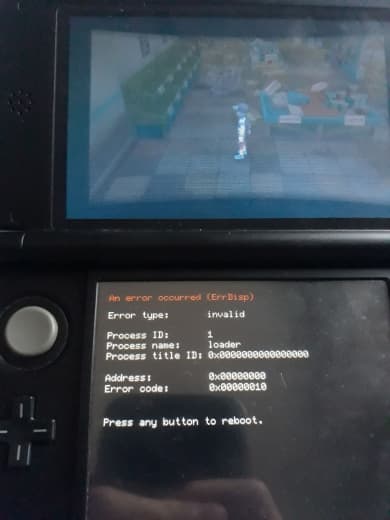 An error occurred (ErrDisp)
Error type: invalid
Process ID: 1
Process name: loader
Process title ID: 0x0000000000000000
Address: 0x00000000
Error code: 0x00000010
Press any button to reboot.